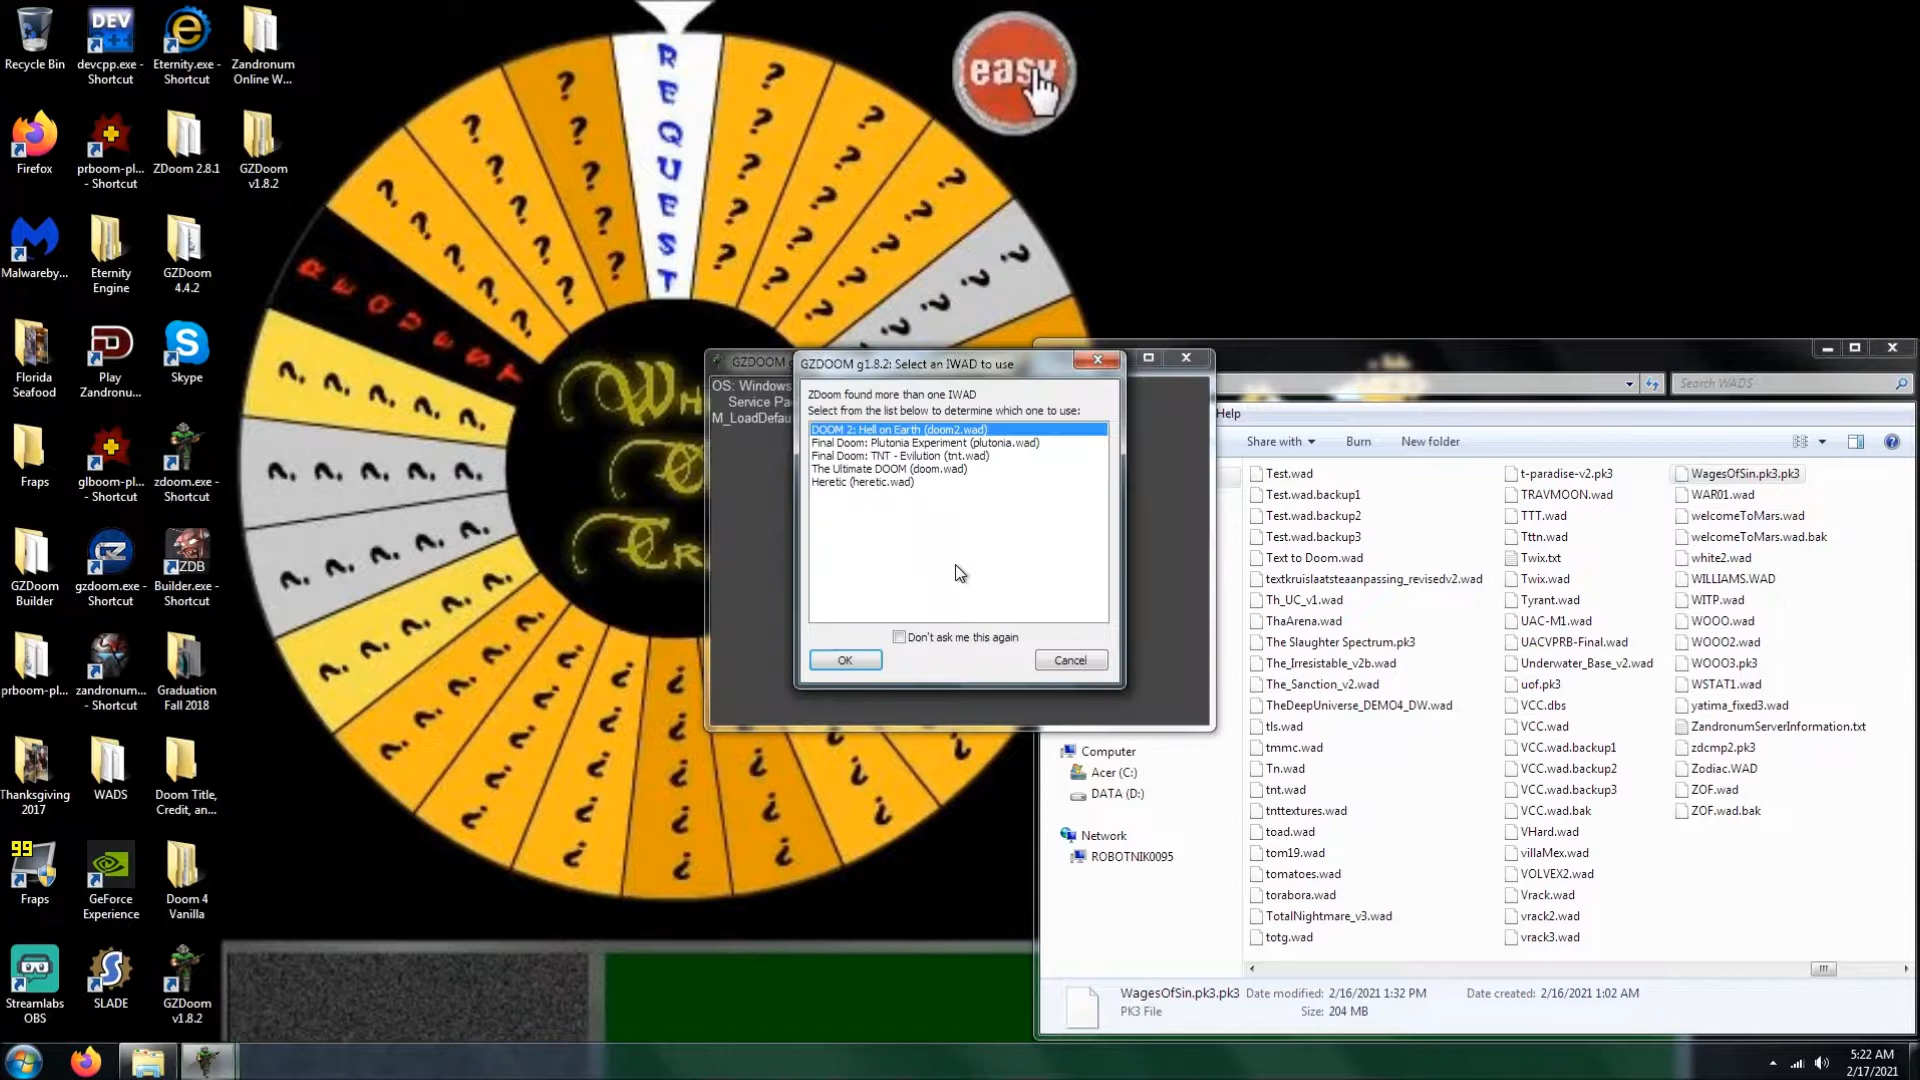 Recycle Bin
DEV
devcpp.exe - Shortcut
Eternity.exe - Shortcut
Zandronum Online W...
Firefox
prboom-pl... - Shortcut
ZDoom 2.8.1
GZDoom v1.8.2
Malwareby...
Eternity Engine
GZDoom 4.4.2
Florida Seafood
Play Zandronu...
Skype
Fraps
glboom-pl... - Shortcut
zdoom.exe - Shortcut
GZDoom Builder
gzdoom.exe - Shortcut
ZDB
Builder.exe - Shortcut
prboom-pl...
zandronum... - Shortcut
Graduation Fall 2018
Thanksgiving 2017
WADS
Doom Title, Credit, an...
99
Fraps
GeForce Experience
Doom 4 Vanilla
Streamlabs OBS
SLADE
GZDoom v1.8.2
REQUEST
REQUEST
? ? ? ? ?
easy
GZDOOM g
OS: Windows
Service Pa
M_LoadDefau
GZDOOM g1.8.2: Select an IWAD to use
ZDoom found more than one IWAD
Select from the list below to determine which one to use:
DOOM 2: Hell on Earth (doom2.wad)
Final Doom: Plutonia Experiment (plutonia.wad)
Final Doom: TNT - Evilution (tnt.wad)
The Ultimate DOOM (doom.wad)
Heretic (heretic.wad)
Don't ask me this again
OK
Cancel
Search WADS
Help
Share with
Burn
New folder
Computer
Acer (C:)
DATA (D:)
Network
ROBOTNIK0095
Test.wad
Test.wad.backup1
Test.wad.backup2
Test.wad.backup3
Text to Doom.wad
textkruislaatsteaanpassing_revisedv2.wad
Th_UC_v1.wad
ThaArena.wad
The Slaughter Spectrum.pk3
The_Irresistable_v2b.wad
The_Sanction_v2.wad
TheDeepUniverse_DEMO4_DW.wad
tls.wad
tmmc.wad
Tn.wad
tnt.wad
tnttextures.wad
toad.wad
tom19.wad
tomatoes.wad
torabora.wad
TotalNightmare_v3.wad
totg.wad
t-paradise-v2.pk3
TRAVMOON.wad
TTT.wad
Tttn.wad
Twix.txt
Twix.wad
Tyrant.wad
UAC-M1.wad
UACVPRB-Final.wad
Underwater_Base_v2.wad
uof.pk3
VCC.dbs
VCC.wad
VCC.wad.backup1
VCC.wad.backup2
VCC.wad.backup3
VCC.wad.bak
VHard.wad
villaMex.wad
VOLVEX2.wad
Vrack.wad
vrack2.wad
vrack3.wad
WagesOfSin.pk3.pk3
WAR01.wad
welcomeToMars.wad
welcomeToMars.wad.bak
white2.wad
WILLIAMS.WAD
WITP.wad
WOOO.wad
WOOO2.wad
WOOO3.pk3
WSTAT1.wad
yatima_fixed3.wad
ZandronumServerInformation.txt
zdcmp2.pk3
Zodiac.WAD
ZOF.wad
ZOF.wad.bak
WagesOfSin.pk3.pk3 Date modified: 2/16/2021 1:32 PM Date created: 2/16/2021 1:02 AM
PK3 File Size: 204 MB
5:22 AM
2/17/2021